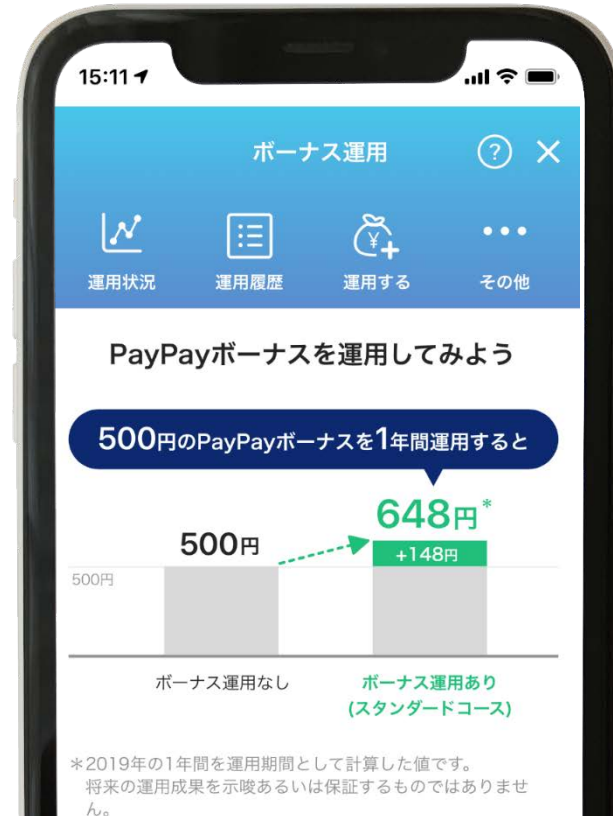 15:11
ボーナス運用
?
運用状況 運用履歴 運用する その他
PayPayボーナスを運用してみよう
500円のPayPayボーナスを1年間運用すると
648円*
500円
+148円
500円
ボーナス運用なし
ボーナス運用あり
(スタンダードコース)
*2019年の1年間を運用期間として計算した値です。
将来の運用成果を示唆あるいは保証するものではありませ
ん。